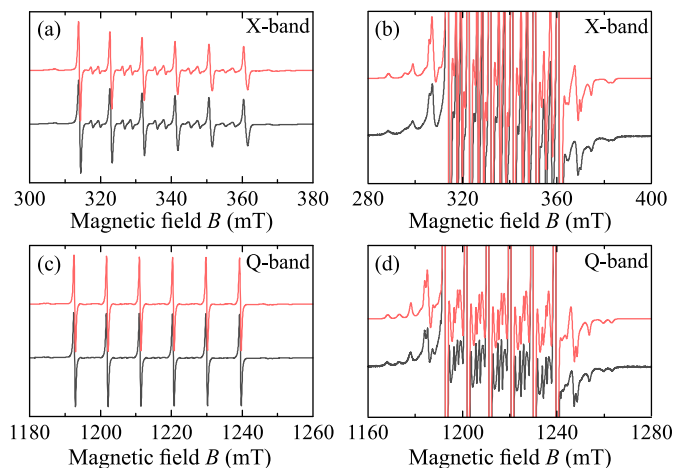 (a) X-band
300 320 340 360 380
Magnetic field B (mT)
(b) X-band
280 320 360 400
Magnetic field B (mT)
(c) Q-band
1180 1200 1220 1240 1260
Magnetic field B (mT)
(d) Q-band
1160 1200 1240 1280
Magnetic field B (mT)